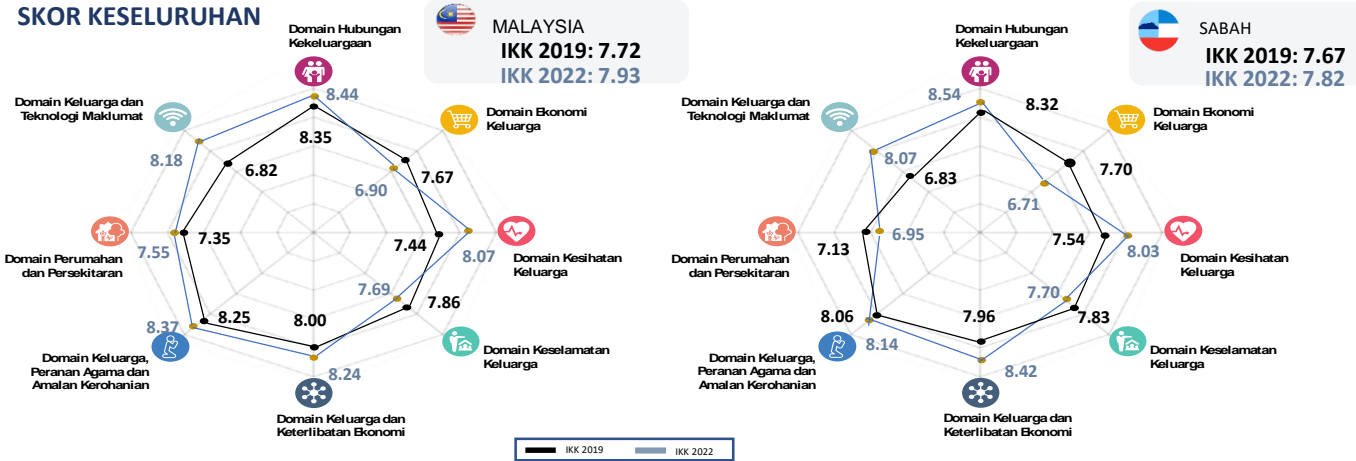 SKOR KESELURUHAN
MALAYSIA
IKK 2019: 7.72
IKK 2022: 7.93
Domain Hubungan
Kekeluargaan
8.44
8.35
Domain Ekonomi
Keluarga
7.67
6.90
Domain Kesihatan
Keluarga
7.44
8.07
Domain Keselamatan
Keluarga
7.86
7.69
Domain Keluarga dan
Keterlibatan Ekonomi
8.00
8.24
Domain Keluarga,
Peranan Agama dan
Amalan Kerohanian
8.25
8.37
Domain Perumahan
dan Persekitaran
7.35
7.55
Domain Keluarga dan
Teknologi Maklumat
8.18
6.82
SABAH
IKK 2019: 7.67
IKK 2022: 7.82
Domain Hubungan
Kekeluargaan
8.54
8.32
Domain Ekonomi
Keluarga
7.70
6.71
Domain Kesihatan
Keluarga
7.54
8.03
Domain Keselamatan
Keluarga
7.70
7.83
Domain Keluarga dan
Keterlibatan Ekonomi
7.96
8.42
Domain Keluarga,
Peranan Agama dan
Amalan Kerohanian
8.06
8.14
Domain Perumahan
dan Persekitaran
7.13
6.95
Domain Keluarga dan
Teknologi Maklumat
8.07
6.83
IKK 2019
IKK 2022